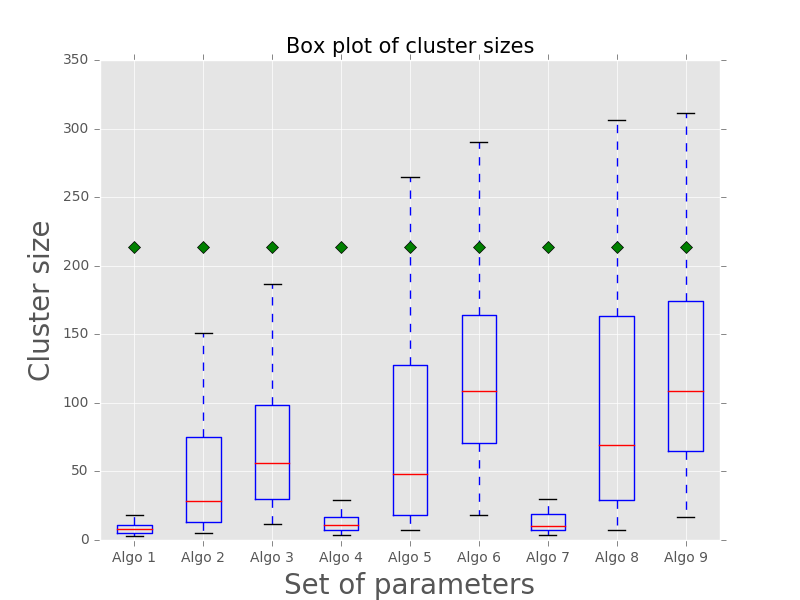 Box plot of cluster sizes
350
300
250
200
150
100
50
0
Cluster size
Algo 1 Algo 2 Algo 3 Algo 4 Algo 5 Algo 6 Algo 7 Algo 8 Algo 9
Set of parameters